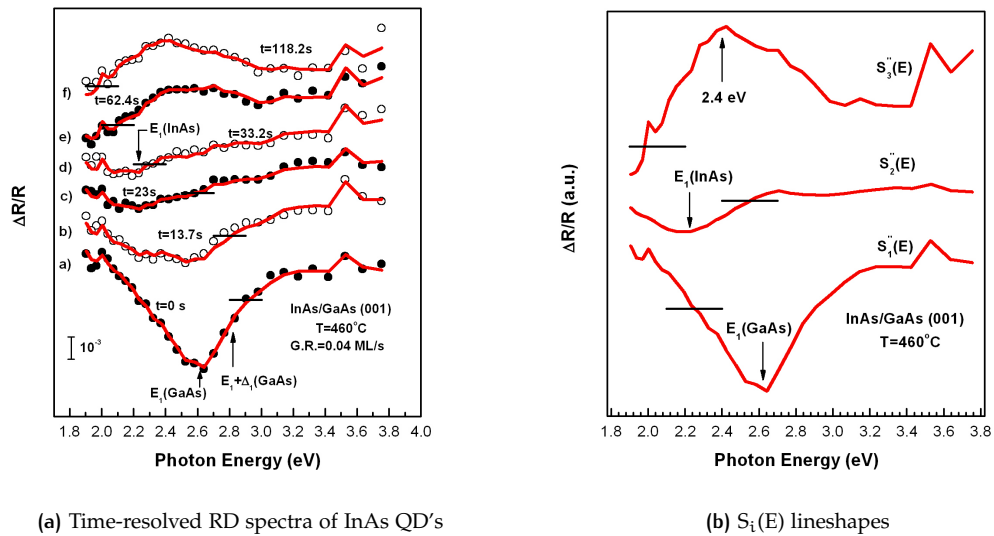 t=118.2s
f)
t=62.4s
e)
E₁(InAs)
t=33.2s
d)
t=23s
c)
b)
t=13.7s
a)
t=0 s
InAs/GaAs (001)
T=460°C
G.R.=0.04 ML/s
10⁻³
E₁(GaAs)
E₁+Δ₁(GaAs)
ΔR/R
1.8 2.0 2.2 2.4 2.6 2.8 3.0 3.2 3.4 3.6 3.8 4.0
Photon Energy (eV)
(a) Time-resolved RD spectra of InAs QD's
S₃¨(E)
2.4 eV
S₂¨(E)
E₁(InAs)
S₁¨(E)
E₁(GaAs)
InAs/GaAs (001)
T=460°C
ΔR/R (a.u.)
1.8 2.0 2.2 2.4 2.6 2.8 3.0 3.2 3.4 3.6 3.8
Photon Energy (eV)
(b) Sᵢ(E) lineshapes